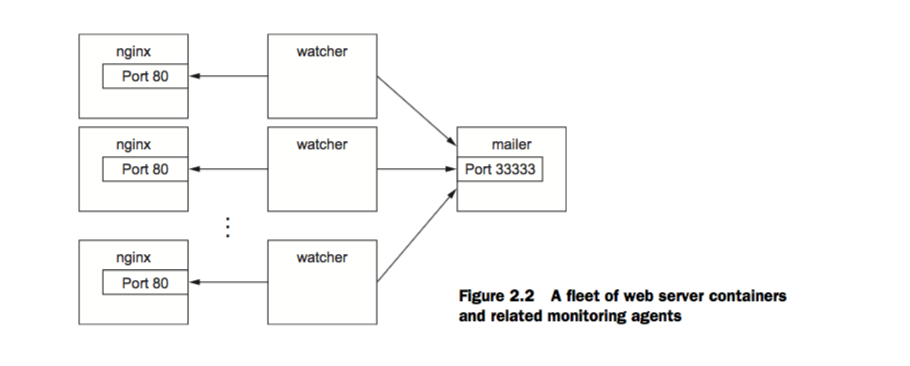 nginx
Port 80
watcher
nginx
Port 80
watcher
mailer
Port 33333
nginx
Port 80
watcher
Figure 2.2 A fleet of web server containers
and related monitoring agents